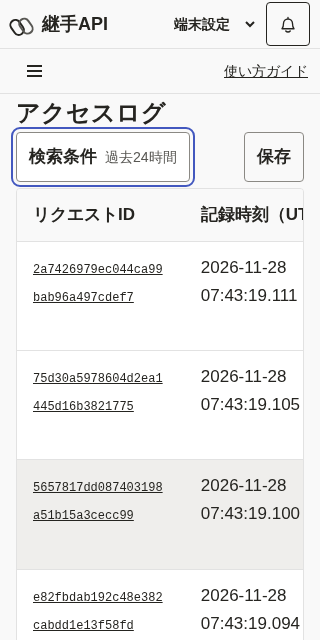 継手API
端末設定
使い方ガイド
アクセスログ
検索条件 過去24時間
保存
リクエストID 記録時刻（UT
2a7426979ec044ca99
bab96a497cdef7
2026-11-28
07:43:19.111
75d30a5978604d2ea1
445d16b3821775
2026-11-28
07:43:19.105
5657817dd087403198
a51b15a3cecc99
2026-11-28
07:43:19.100
e82fbdab192c48e382
cabdd1e13f58fd
2026-11-28
07:43:19.094